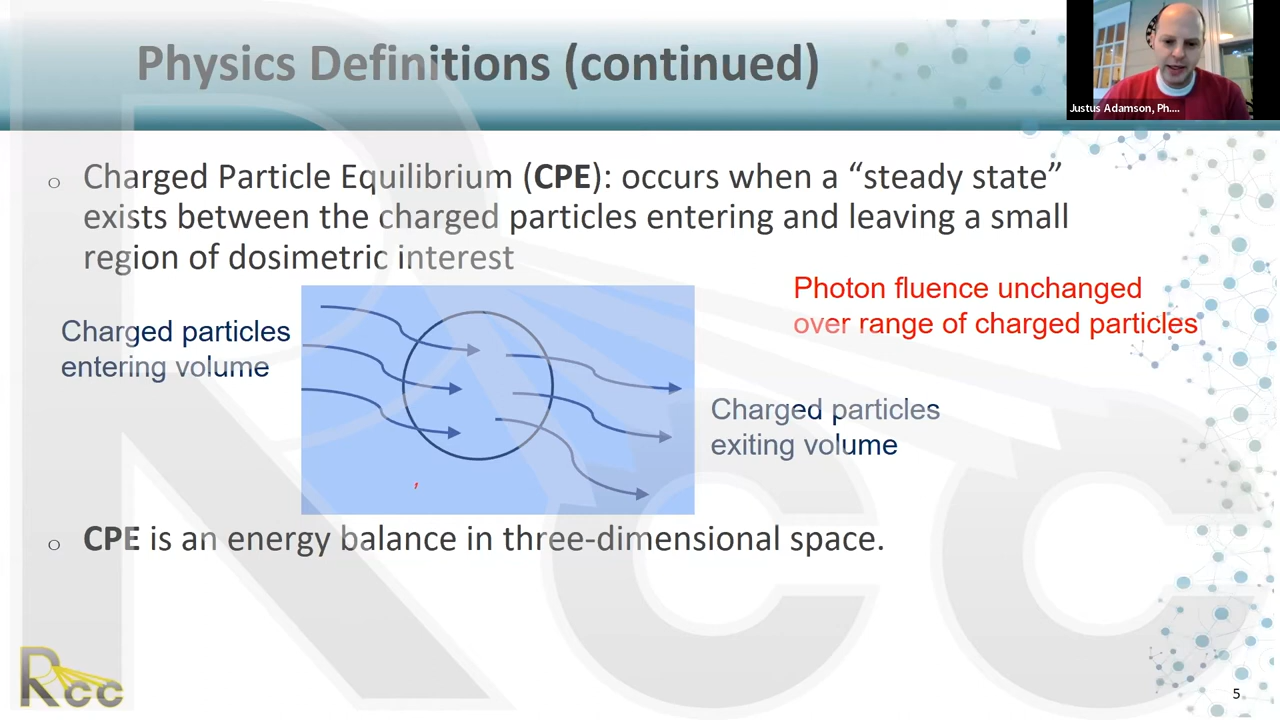 Physics Definitions (continued)
Justus Adamson, Ph....
○ Charged Particle Equilibrium (CPE): occurs when a “steady state”
exists between the charged particles entering and leaving a small
region of dosimetric interest
Photon fluence unchanged
over range of charged particles
Charged particles
entering volume
Charged particles
exiting volume
○ CPE is an energy balance in three-dimensional space.
Rcc
Rcc
5